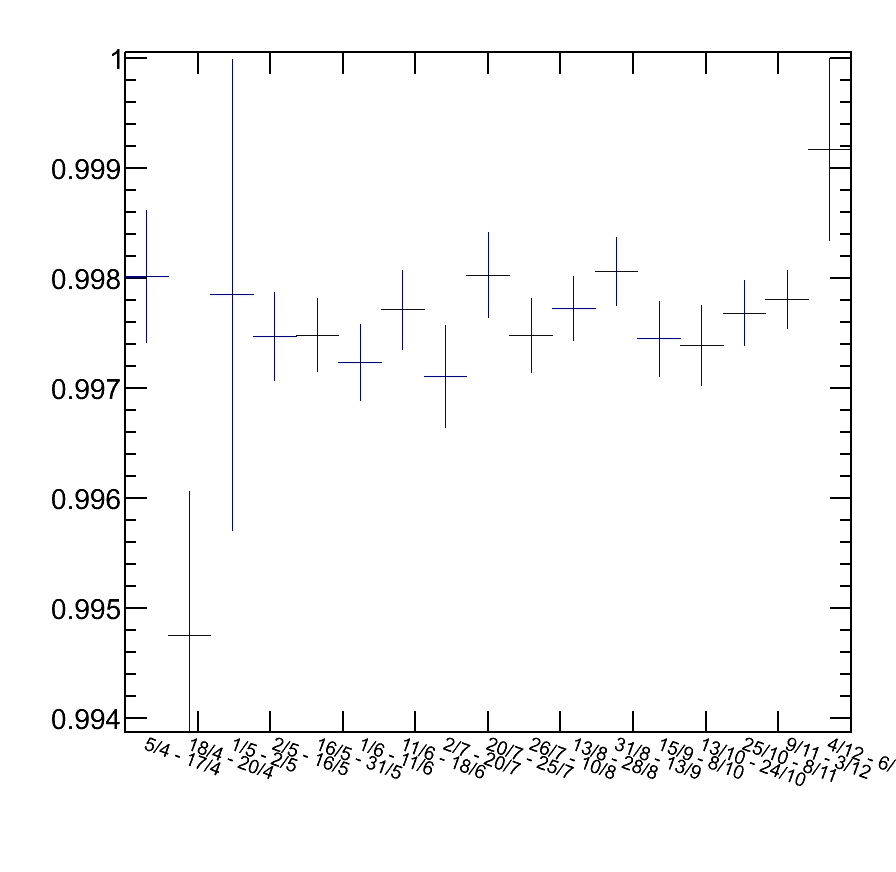 1
0.999
0.998
0.997
0.996
0.995
0.994
5/4 - 17/4
18/4 - 20/4
1/5 - 2/5
2/5 - 16/5
16/5 - 31/5
1/6 - 11/6
11/6 - 18/6
2/7 - 20/7
20/7 - 25/7
26/7 - 10/8
13/8 - 28/8
31/8 - 13/9
15/9 - 8/10
13/10 - 24/10
25/10 - 8/11
9/11 - 3/12
4/12 - 6/